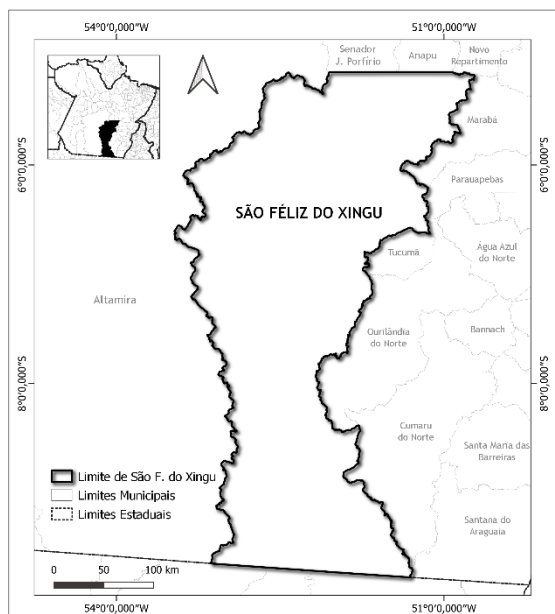 54°0'0,000"W
51°0'0,000"W
Senador
J. Porfírio
Anapu
Novo
Repartimento
Marabá
6°0'0,000"S
6°0'0,000"S
Parauapebas
SÃO FÉLIZ DO XINGU
Água Azul
do Norte
Tucumã
Altamira
Ourilândia
do Norte
Bannach
8°0'0,000"S
8°0'0,000"S
Cumaru
do Norte
Santa Maria das
Barreiras
Limite de São F. do Xingu
Limites Municipais
Limites Estaduais
Santana do
Araguaia
0 50 100 km
54°0'0,000"W
51°0'0,000"W